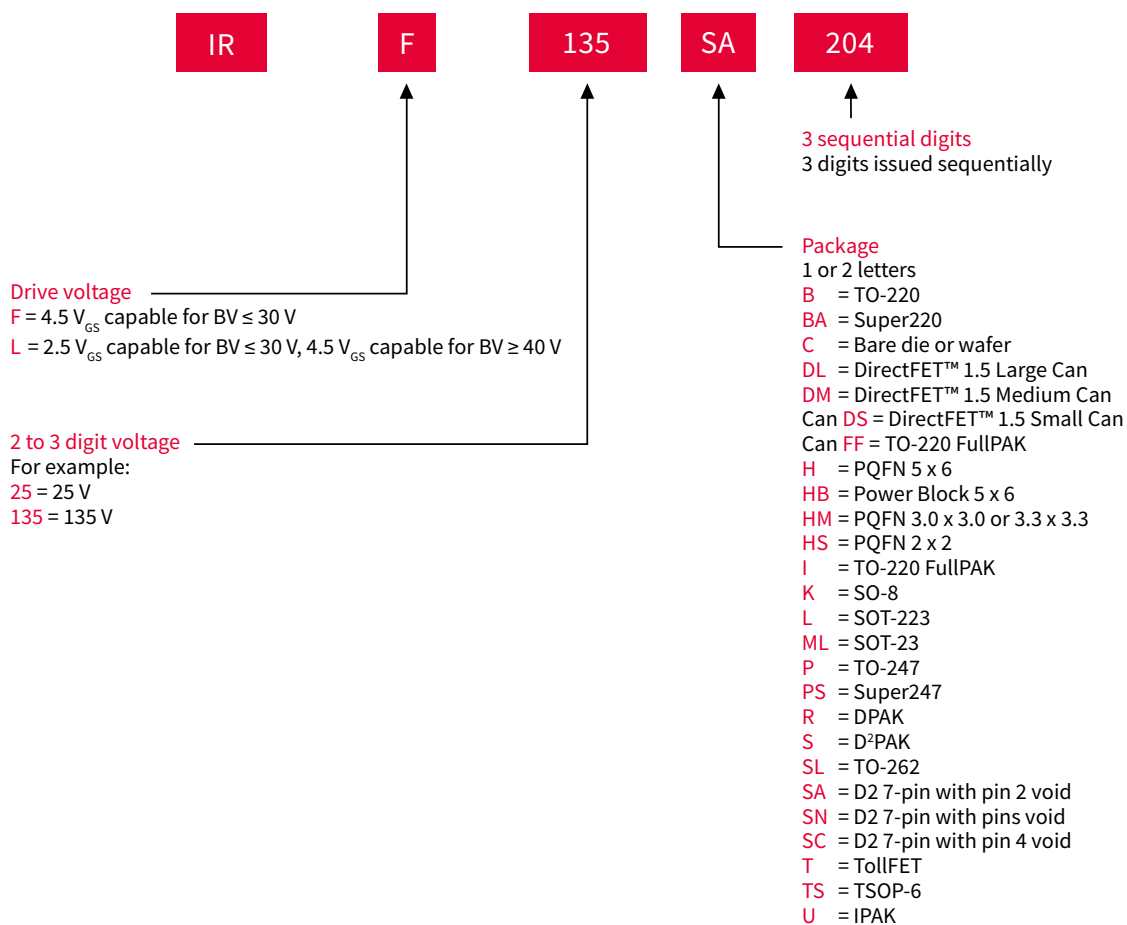 IR F 135 SA 204
3 sequential digits
3 digits issued sequentially
Drive voltage
F = 4.5 VGS capable for BV ≤ 30 V
L = 2.5 VGS capable for BV ≤ 30 V, 4.5 VGS capable for BV ≥ 40 V
2 to 3 digit voltage
For example:
25 = 25 V
135 = 135 V
Package
1 or 2 letters
B = TO-220
BA = Super220
C = Bare die or wafer
DL = DirectFET™ 1.5 Large Can
DM = DirectFET™ 1.5 Medium Can
Can DS = DirectFET™ 1.5 Small Can
Can FF = TO-220 FullPAK
H = PQFN 5 x 6
HB = Power Block 5 x 6
HM = PQFN 3.0 x 3.0 or 3.3 x 3.3
HS = PQFN 2 x 2
I = TO-220 FullPAK
K = SO-8
L = SOT-223
ML = SOT-23
P = TO-247
PS = Super247
R = DPAK
S = D²PAK
SL = TO-262
SA = D2 7-pin with pin 2 void
SN = D2 7-pin with pins void
SC = D2 7-pin with pin 4 void
T = TollFET
TS = TSOP-6
U = IPAK